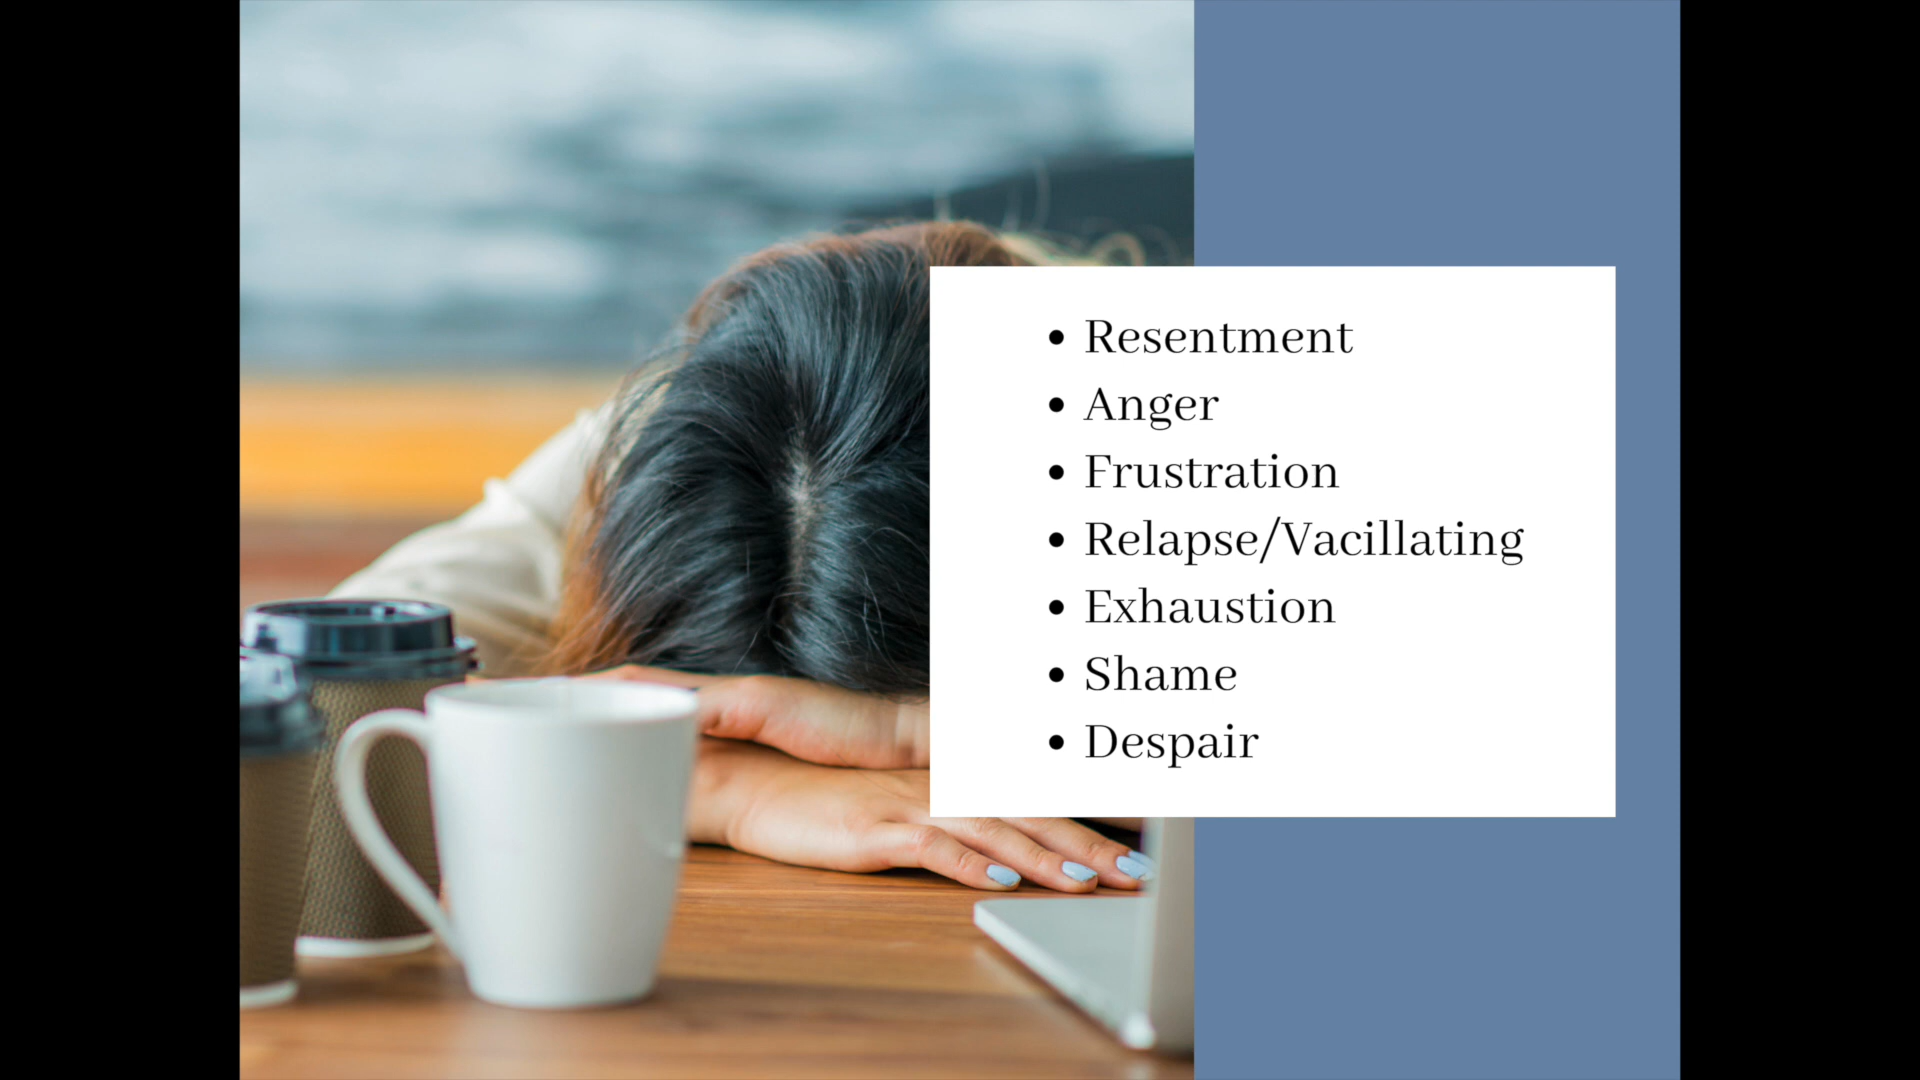 • Resentment
• Anger
• Frustration
• Relapse/Vacillating
• Exhaustion
• Shame
• Despair